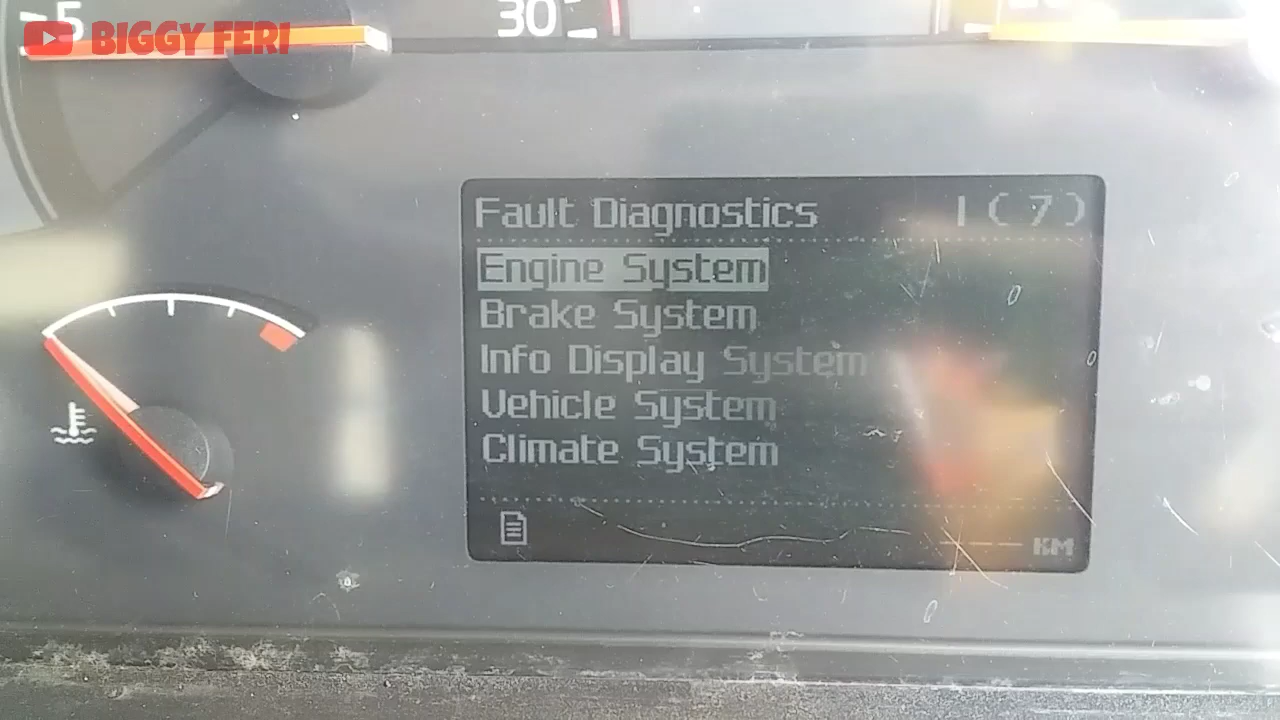 5
BIGGY FERI
30
Fault Diagnostics 1(7)
Engine System
Brake System
Info Display System
Vehicle System
Climate System
---- KM